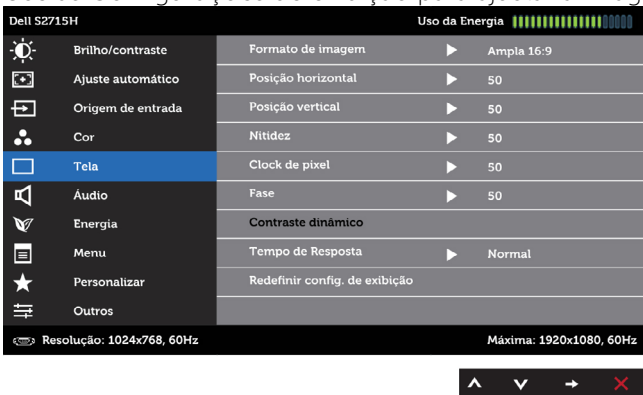 Dell S2715H Uso da Energia
Brilho/contraste Formato de imagem Ampla 16:9
Ajuste automático Posição horizontal 50
Origem de entrada Posição vertical 50
Cor Nitidez 50
Tela Clock de pixel 50
Áudio Fase 50
Energia Contraste dinâmico
Menu Tempo de Resposta Normal
Personalizar Redefinir config. de exibição
Outros
Resolução: 1024x768, 60Hz Máxima: 1920x1080, 60Hz